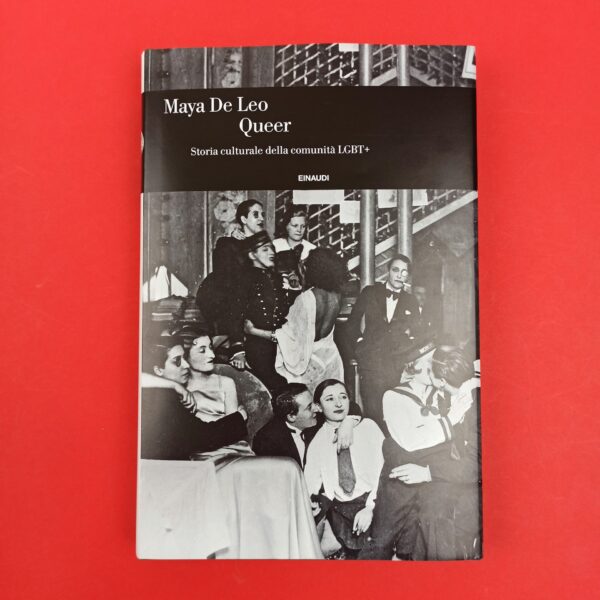 Maya De Leo
Queer
Storia culturale della comunità LGBT+
EINAUDI